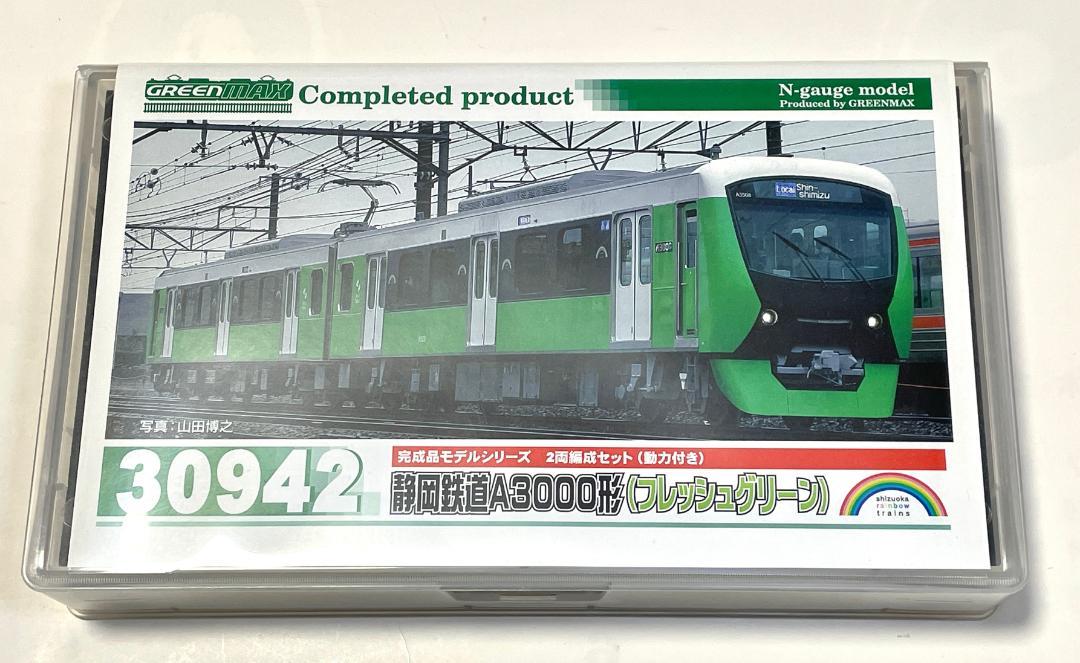 GREENMAX Completed product
N-gauge model
Produced by GREENMAX
Local Shin-shimizu
A3508
写真:山田博之
30942
完成品モデルシリーズ 2両編成セット(動力付き)
静岡鉄道A3000形(フレッシュグリーン)
shizuoka
rainbow
trains